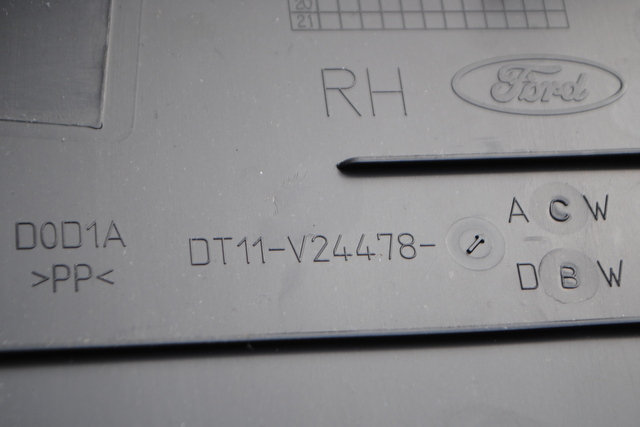 20
21
RH
Ford
D0D1A
>PP<
DT11-V24478-
A C W
D B W